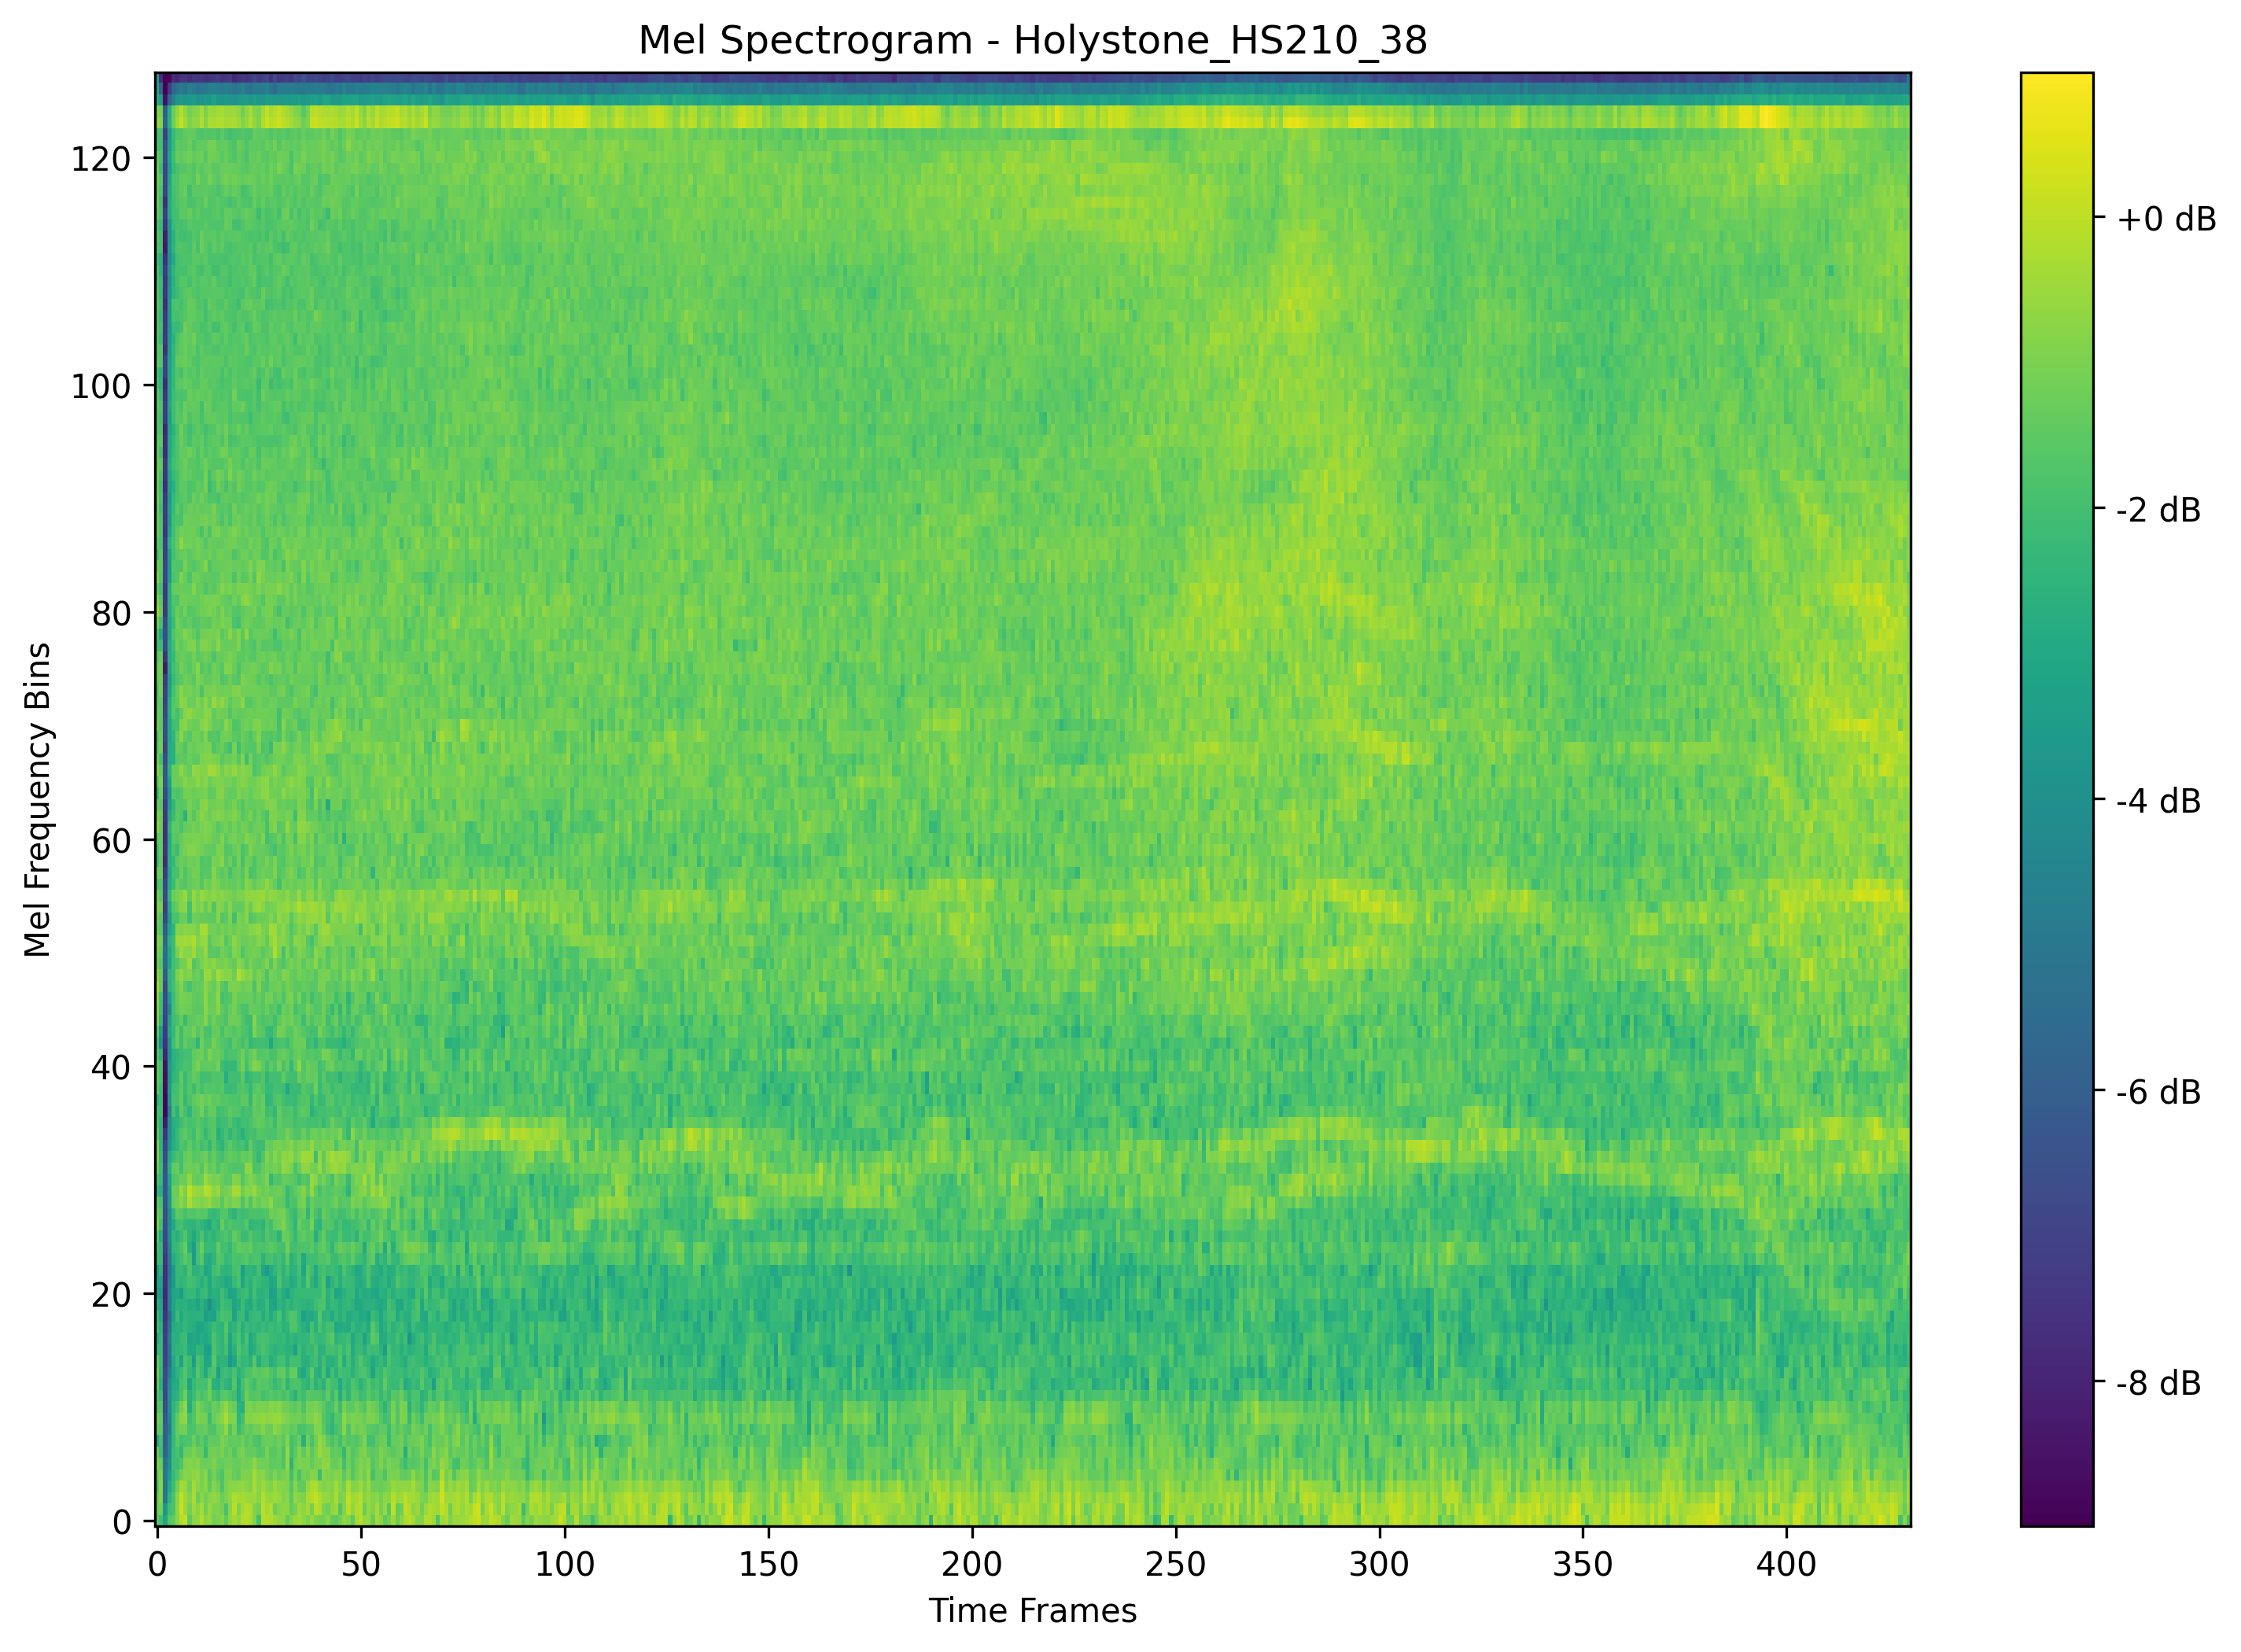 Mel Spectrogram - Holystone_HS210_38
120
100
80
60
40
20
0
Mel Frequency Bins
0 50 100 150 200 250 300 350 400
Time Frames
+0 dB
-2 dB
-4 dB
-6 dB
-8 dB